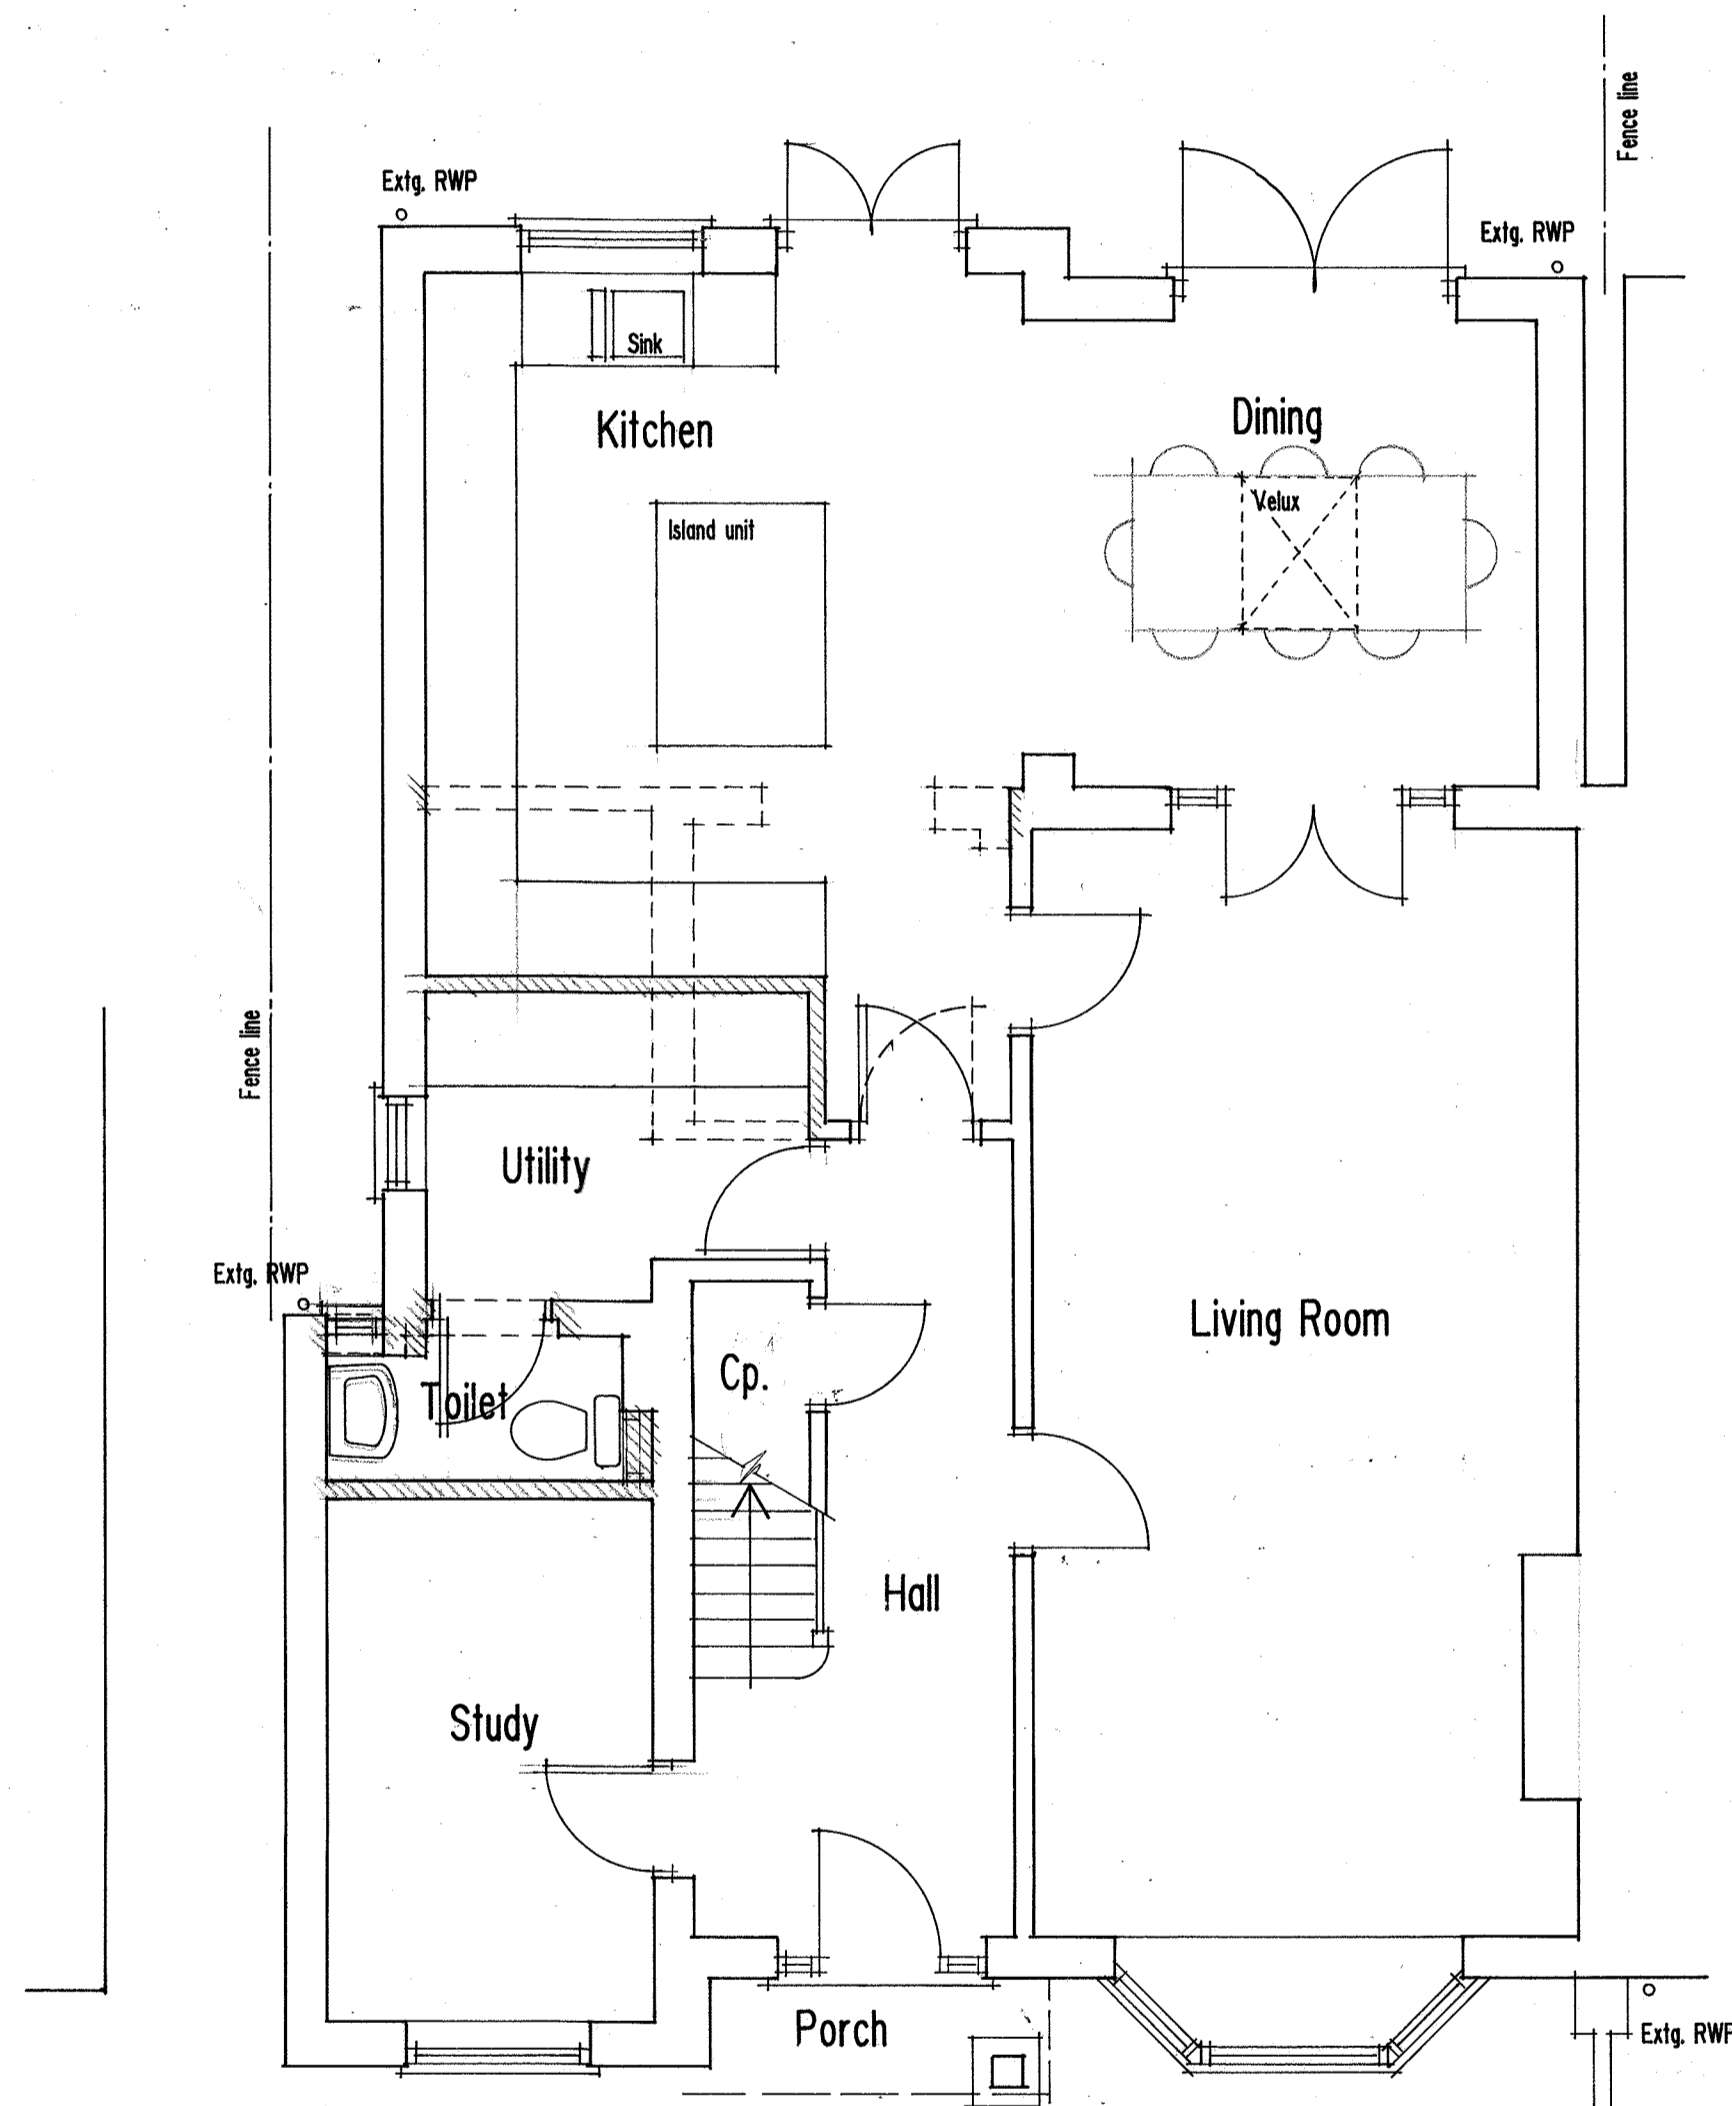 Fence line
Extg. RWP
Extg. RWP
Sink
Kitchen
Dining
Velux
Island unit
Fence line
Utility
Extg. RWP
Living Room
Cp.
Toilet
Hall
Study
Porch
Extg. RWP